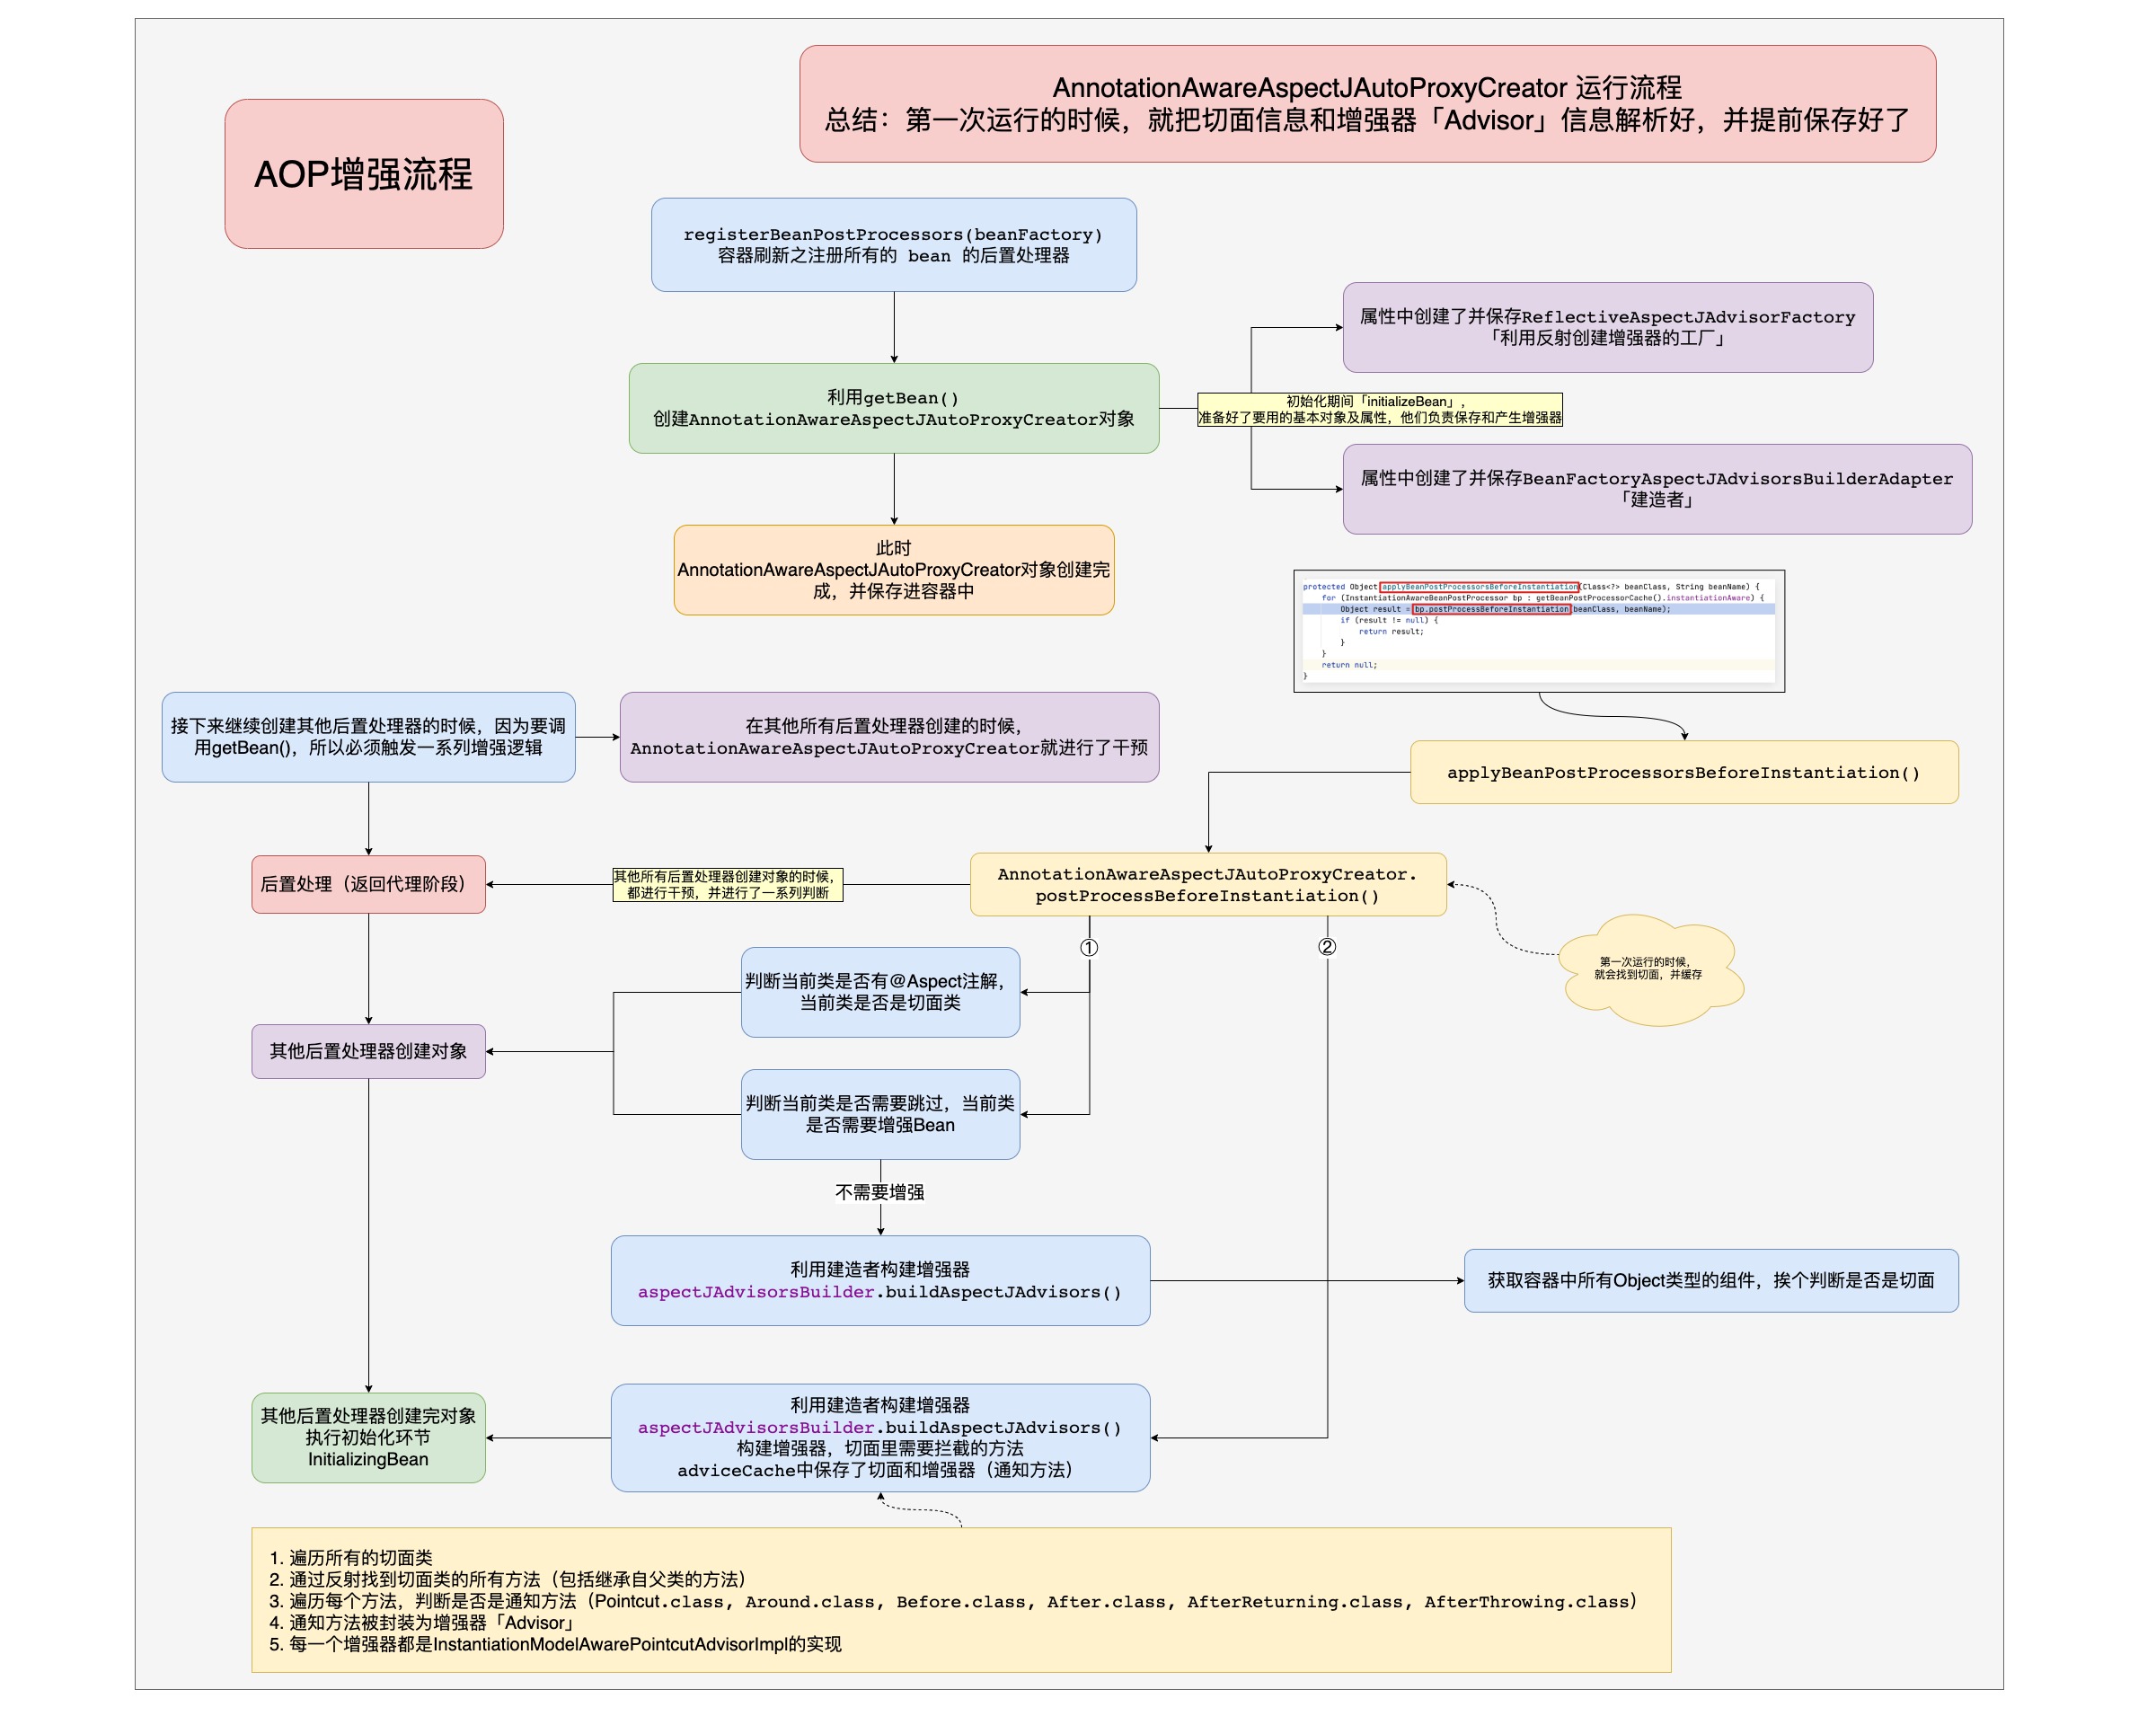 AOP增强流程
AnnotationAwareAspectJAutoProxyCreator 运行流程
总结：第一次运行的时候，就把切面信息和增强器「Advisor」信息解析好，并提前保存好了
registerBeanPostProcessors(beanFactory)
容器刷新之注册所有的 bean 的后置处理器
利用getBean()
创建AnnotationAwareAspectJAutoProxyCreator对象
初始化期间「initializeBean」，
准备好了要用的基本对象及属性，他们负责保存和产生增强器
属性中创建了并保存ReflectiveAspectJAdvisorFactory
「利用反射创建增强器的工厂」
属性中创建了并保存BeanFactoryAspectJAdvisorsBuilderAdapter
「建造者」
此时
AnnotationAwareAspectJAutoProxyCreator对象创建完
成，并保存进容器中
protected Object applyBeanPostProcessorsBeforeInstantiation(Class<?> beanClass, String beanName) {
for (InstantiationAwareBeanPostProcessor bp : getBeanPostProcessorCache().instantiationAware) {
Object result = bp.postProcessBeforeInstantiation(beanClass, beanName);
if (result != null) {
return result;
}
}
return null;
}
接下来继续创建其他后置处理器的时候，因为要调
用getBean()，所以必须触发一系列增强逻辑
在其他所有后置处理器创建的时候，
AnnotationAwareAspectJAutoProxyCreator就进行了干预
applyBeanPostProcessorsBeforeInstantiation()
后置处理（返回代理阶段）
其他所有后置处理器创建对象的时候，
都进行干预，并进行了一系列判断
AnnotationAwareAspectJAutoProxyCreator.
postProcessBeforeInstantiation()
①
②
第一次运行的时候，
就会找到切面，并缓存
判断当前类是否有@Aspect注解，
当前类是否是切面类
其他后置处理器创建对象
判断当前类是否需要跳过，当前类
是否需要增强Bean
不需要增强
利用建造者构建增强器
aspectJAdvisorsBuilder.buildAspectJAdvisors()
获取容器中所有Object类型的组件，挨个判断是否是切面
其他后置处理器创建完对象
执行初始化环节
InitializingBean
利用建造者构建增强器
aspectJAdvisorsBuilder.buildAspectJAdvisors()
构建增强器，切面里需要拦截的方法
adviceCache中保存了切面和增强器（通知方法）
1. 遍历所有的切面类
2. 通过反射找到切面类的所有方法（包括继承自父类的方法）
3. 遍历每个方法，判断是否是通知方法（Pointcut.class, Around.class, Before.class, After.class, AfterReturning.class, AfterThrowing.class）
4. 通知方法被封装为增强器「Advisor」
5. 每一个增强器都是InstantiationModelAwarePointcutAdvisorImpl的实现